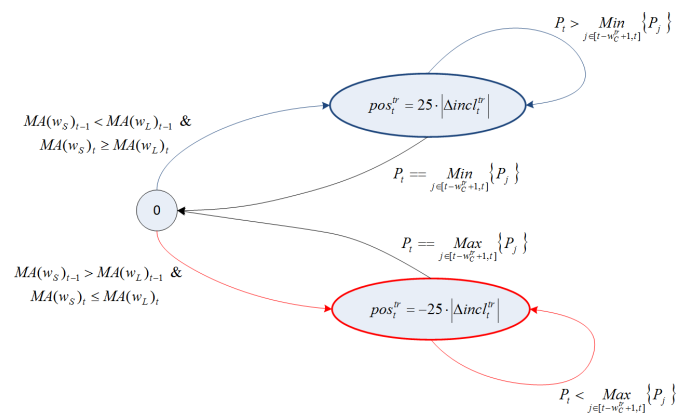 P_t > Min_{j∈[t−w_C^{tr}+1,t]} {P_j}
pos_t^{tr} = 25·|Δincl_t^{tr}|
MA(w_S)_{t−1} < MA(w_L)_{t−1} &
MA(w_S)_t ≥ MA(w_L)_t
P_t == Min_{j∈[t−w_C^{tr}+1,t]} {P_j}
0
P_t == Max_{j∈[t−w_C^{tr}+1,t]} {P_j}
MA(w_S)_{t−1} > MA(w_L)_{t−1} &
MA(w_S)_t ≤ MA(w_L)_t
pos_t^{tr} = −25·|Δincl_t^{tr}|
P_t < Max_{j∈[t−w_C^{tr}+1,t]} {P_j}